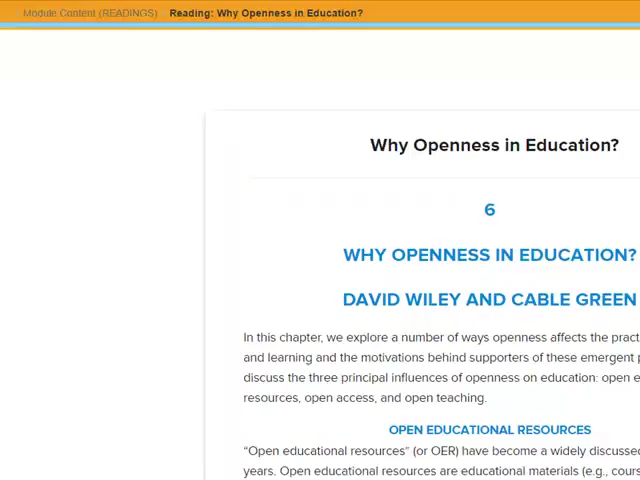 Module Content (READINGS) Reading: Why Openness in Education?
Why Openness in Education?
6
WHY OPENNESS IN EDUCATION?
DAVID WILEY AND CABLE GREEN
In this chapter, we explore a number of ways openness affects the
and learning and the motivations behind supporters of these emergent
discuss the three principal influences of openness on education: open
resources, open access, and open teaching.
OPEN EDUCATIONAL RESOURCES
“Open educational resources” (or OER) have become a widely discussed
years. Open educational resources are educational materials (e.g.,